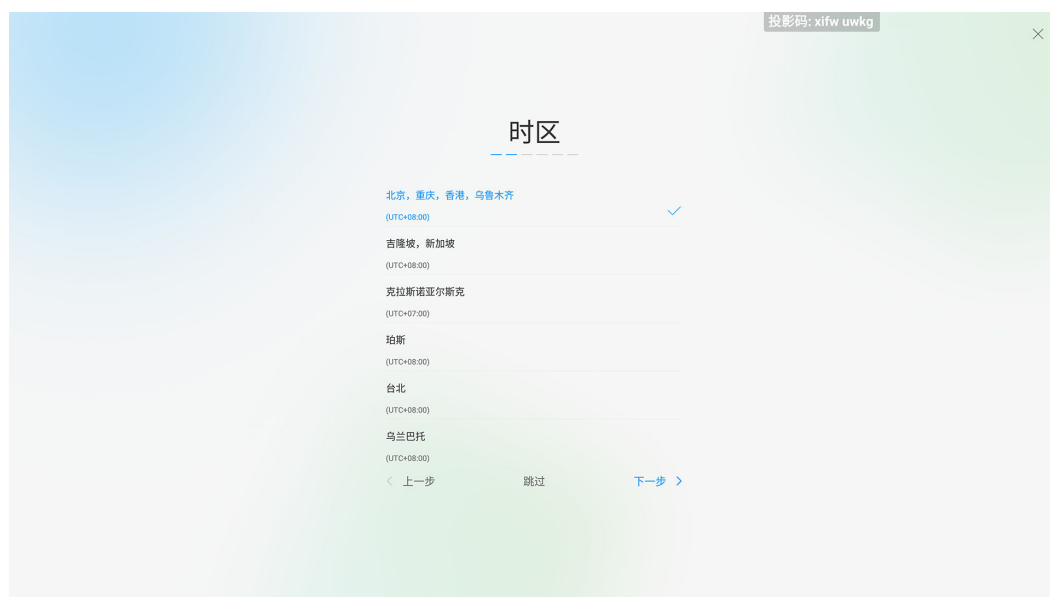 投影码: xifw uwkg
时区
北京，重庆，香港，乌鲁木齐
(UTC+08:00)
吉隆坡，新加坡
(UTC+08:00)
克拉斯诺亚尔斯克
(UTC+07:00)
珀斯
(UTC+08:00)
台北
(UTC+08:00)
乌兰巴托
(UTC+08:00)
上一步 跳过 下一步